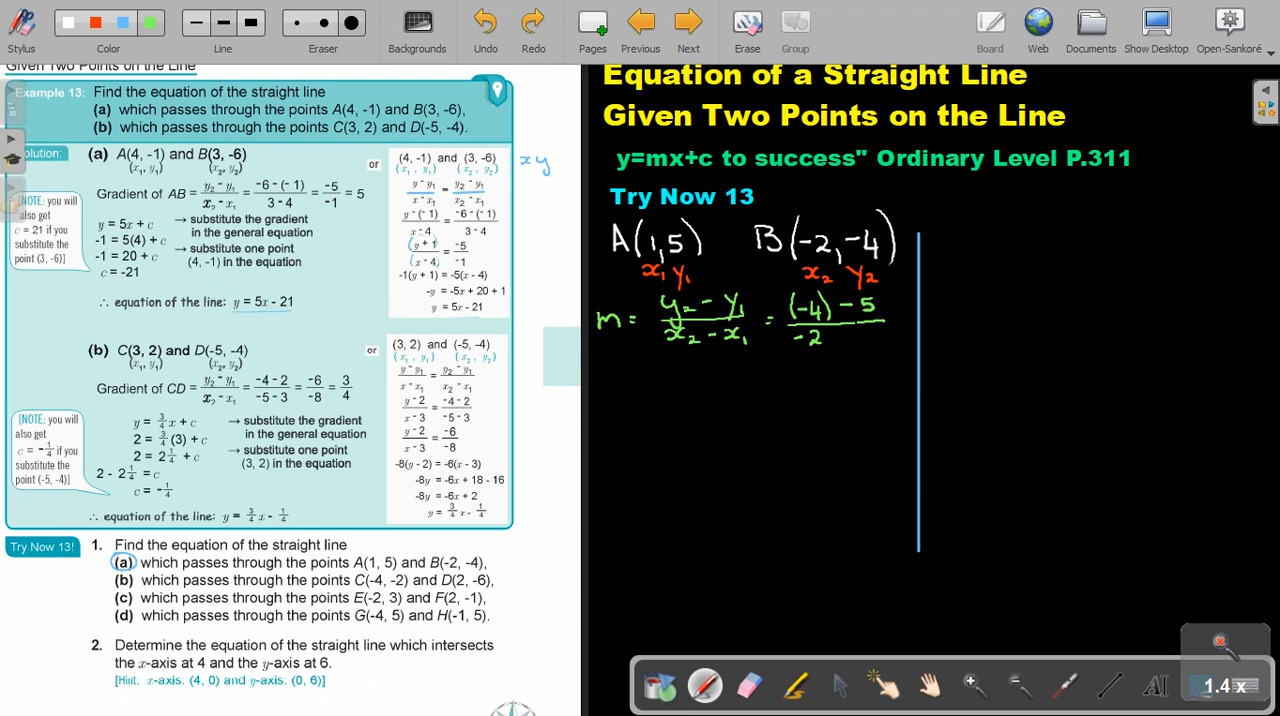 Stylus
Color
Line
Eraser
Backgrounds
Undo
Redo
Pages
Previous
Next
Erase
Group
Board
Web
Documents
Show Desktop
Open-Sankoré
Given Two Points on the Line
Example 13: Find the equation of the straight line
(a) which passes through the points A(4, -1) and B(3, -6),
(b) which passes through the points C(3, 2) and D(-5, -4).
olution:
(a) A(4, -1) and B(3, -6)
(x₁, y₁) (x₂, y₂)
Gradient of AB = y₂ - y₁ / x₂ - x₁ = -6 - (-1) / 3 - 4 = -5 / -1 = 5
y = 5x + c → substitute the gradient
-1 = 5(4) + c in the general equation
-1 = 20 + c → substitute one point
c = -21 (4, -1) in the equation
∴ equation of the line: y = 5x - 21
[NOTE: you will
also get
c = 21 if you
substitute the
point (3, -6)]
or
(4, -1) and (3, -6)
(x₁ , y₁) (x₂ , y₂)
y - y₁ / x - x₁ = y₂ - y₁ / x₂ - x₁
y - (-1) / x - 4 = -6 - (-1) / 3 - 4
(y + 1) / (x - 4) = -5 / -1
-1(y + 1) = -5(x - 4)
-y = -5x + 20 + 1
y = 5x - 21
x y
(b) C(3, 2) and D(-5, -4)
(x₁, y₁) (x₂, y₂)
Gradient of CD = y₂ - y₁ / x₂ - x₁ = -4 - 2 / -5 - 3 = -6 / -8 = 3 / 4
y = 3/4 x + c → substitute the gradient
2 = 3/4 (3) + c in the general equation
2 = 2 1/4 + c → substitute one point
2 - 2 1/4 = c (3, 2) in the equation
c = -1/4
∴ equation of the line: y = 3/4 x - 1/4
[NOTE: you will
also get
c = -1/4 if you
substitute the
point (-5, -4)]
or
(3, 2) and (-5, -4)
(x₁ , y₁) (x₂ , y₂)
y - y₁ / x - x₁ = y₂ - y₁ / x₂ - x₁
y - 2 / x - 3 = -4 - 2 / -5 - 3
y - 2 / x - 3 = -6 / -8
-8(y - 2) = -6(x - 3)
-8y = -6x + 18 - 16
-8y = -6x + 2
y = 3/4 x - 1/4
Try Now 13!
1. Find the equation of the straight line
(a) which passes through the points A(1, 5) and B(-2, -4),
(b) which passes through the points C(-4, -2) and D(2, -6),
(c) which passes through the points E(-2, 3) and F(2, -1),
(d) which passes through the points G(-4, 5) and H(-1, 5).
2. Determine the equation of the straight line which intersects
the x-axis at 4 and the y-axis at 6.
[Hint: x-axis: (4, 0) and y-axis: (0, 6)]
Equation of a Straight Line
Given Two Points on the Line
y=mx+c to success" Ordinary Level P.311
Try Now 13
A(1,5) B(-2,-4)
x₁ y₁ x₂ y₂
m = y₂ - y₁ / x₂ - x₁ = (-4) - 5 / -2
1.4 x